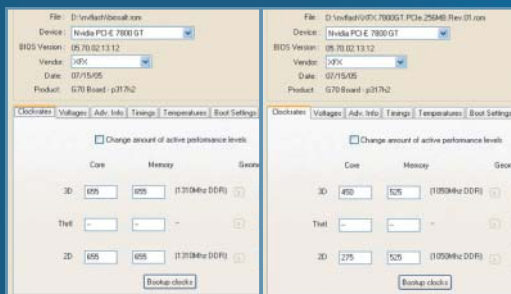 File: D:\nvflash\biosalt.rom
Device: Nvidia PCI-E 7800 GT
BIOS Version: 05.70.02.13.12
Vendor: XFX
Date: 07/15/05
Product: G70 Board - p317h2
Clockrates Voltages Adv. Info Timings Temperatures Boot Settings
Change amount of active performance levels
Core Memory Geom
3D 655 655 (1310Mhz DDR)
Thrtl - - -
2D 655 655 (1310Mhz DDR)
Bootup clocks
File: D:\nvflash\XFX.7800GT.PCIe.256MB.Rev.01.rom
Device: Nvidia PCI-E 7800 GT
BIOS Version: 05.70.02.13.12
Vendor: XFX
Date: 07/15/05
Product: G70 Board - p317h2
Clockrates Voltages Adv. Info Timings Temperatures Boot Settings
Change amount of active performance levels
Core Memory Geom
3D 450 525 (1050Mhz DDR)
Thrtl - - -
2D 275 525 (1050Mhz DDR)
Bootup clocks